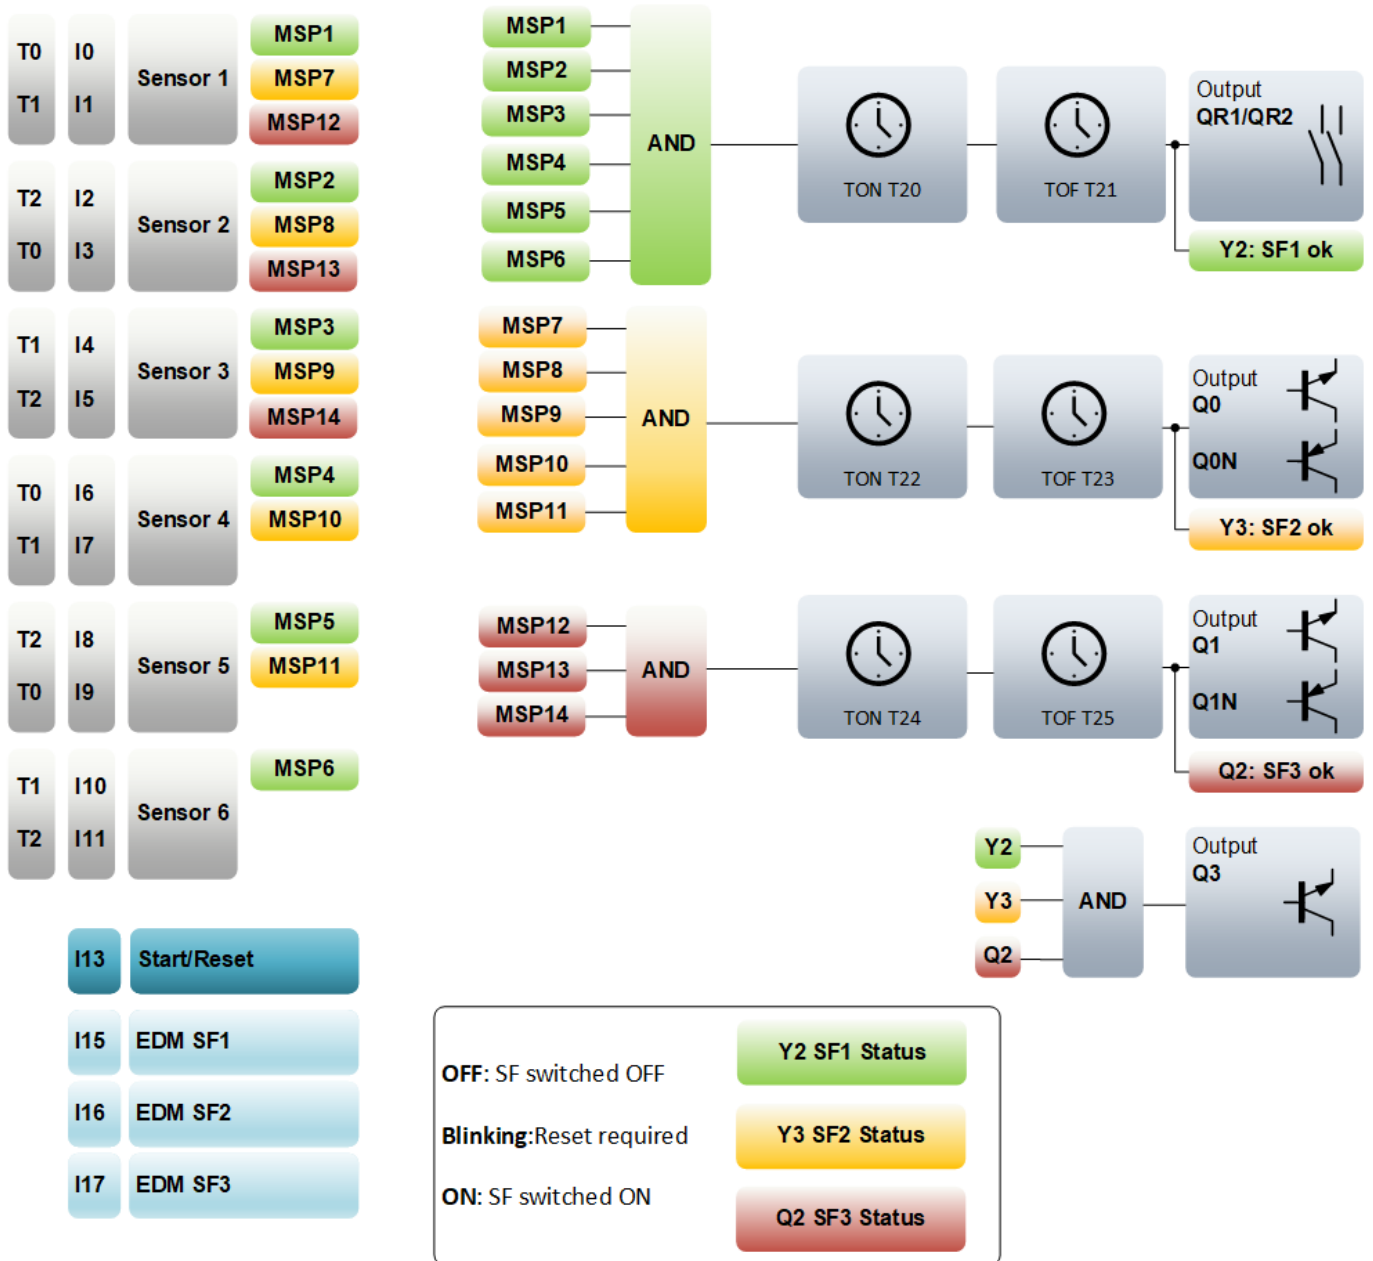 T0 I0 Sensor 1 MSP1
T1 I1 MSP7
MSP12
T2 I2 Sensor 2 MSP2
T0 I3 MSP8
MSP13
T1 I4 Sensor 3 MSP3
T2 I5 MSP9
MSP14
T0 I6 Sensor 4 MSP4
T1 I7 MSP10
T2 I8 Sensor 5 MSP5
T0 I9 MSP11
T1 I10 Sensor 6 MSP6
T2 I11
I13 Start/Reset
I15 EDM SF1
I16 EDM SF2
I17 EDM SF3
MSP1
MSP2
MSP3
MSP4
MSP5
MSP6
AND
TON T20
TOF T21
Output
QR1/QR2
Y2: SF1 ok
MSP7
MSP8
MSP9
MSP10
MSP11
AND
TON T22
TOF T23
Output
Q0
Q0N
Y3: SF2 ok
MSP12
MSP13
MSP14
AND
TON T24
TOF T25
Output
Q1
Q1N
Q2: SF3 ok
Y2
Y3
Q2
AND
Output
Q3
OFF: SF switched OFF
Blinking:Reset required
ON: SF switched ON
Y2 SF1 Status
Y3 SF2 Status
Q2 SF3 Status